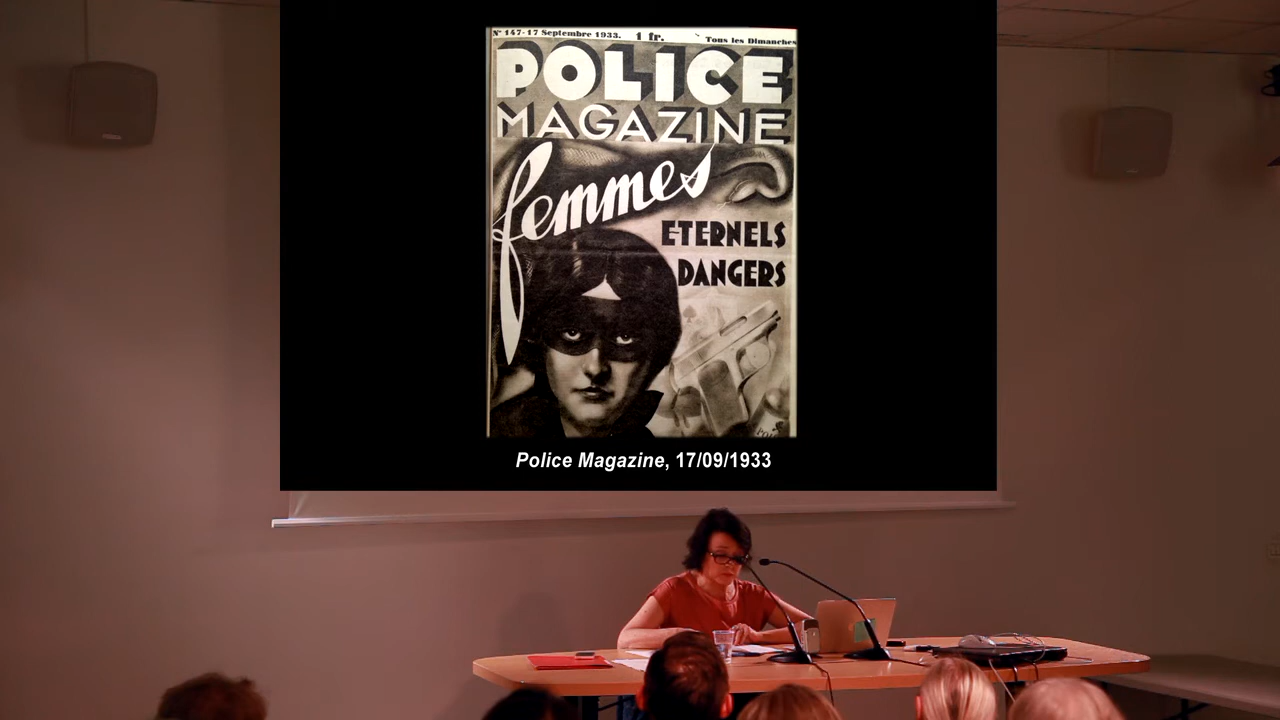 N° 147-17 Septembre 1933. 1 fr. Tous les Dimanches
POLICE
MAGAZINE
femmes
ETERNELS
DANGERS
Police Magazine, 17/09/1933